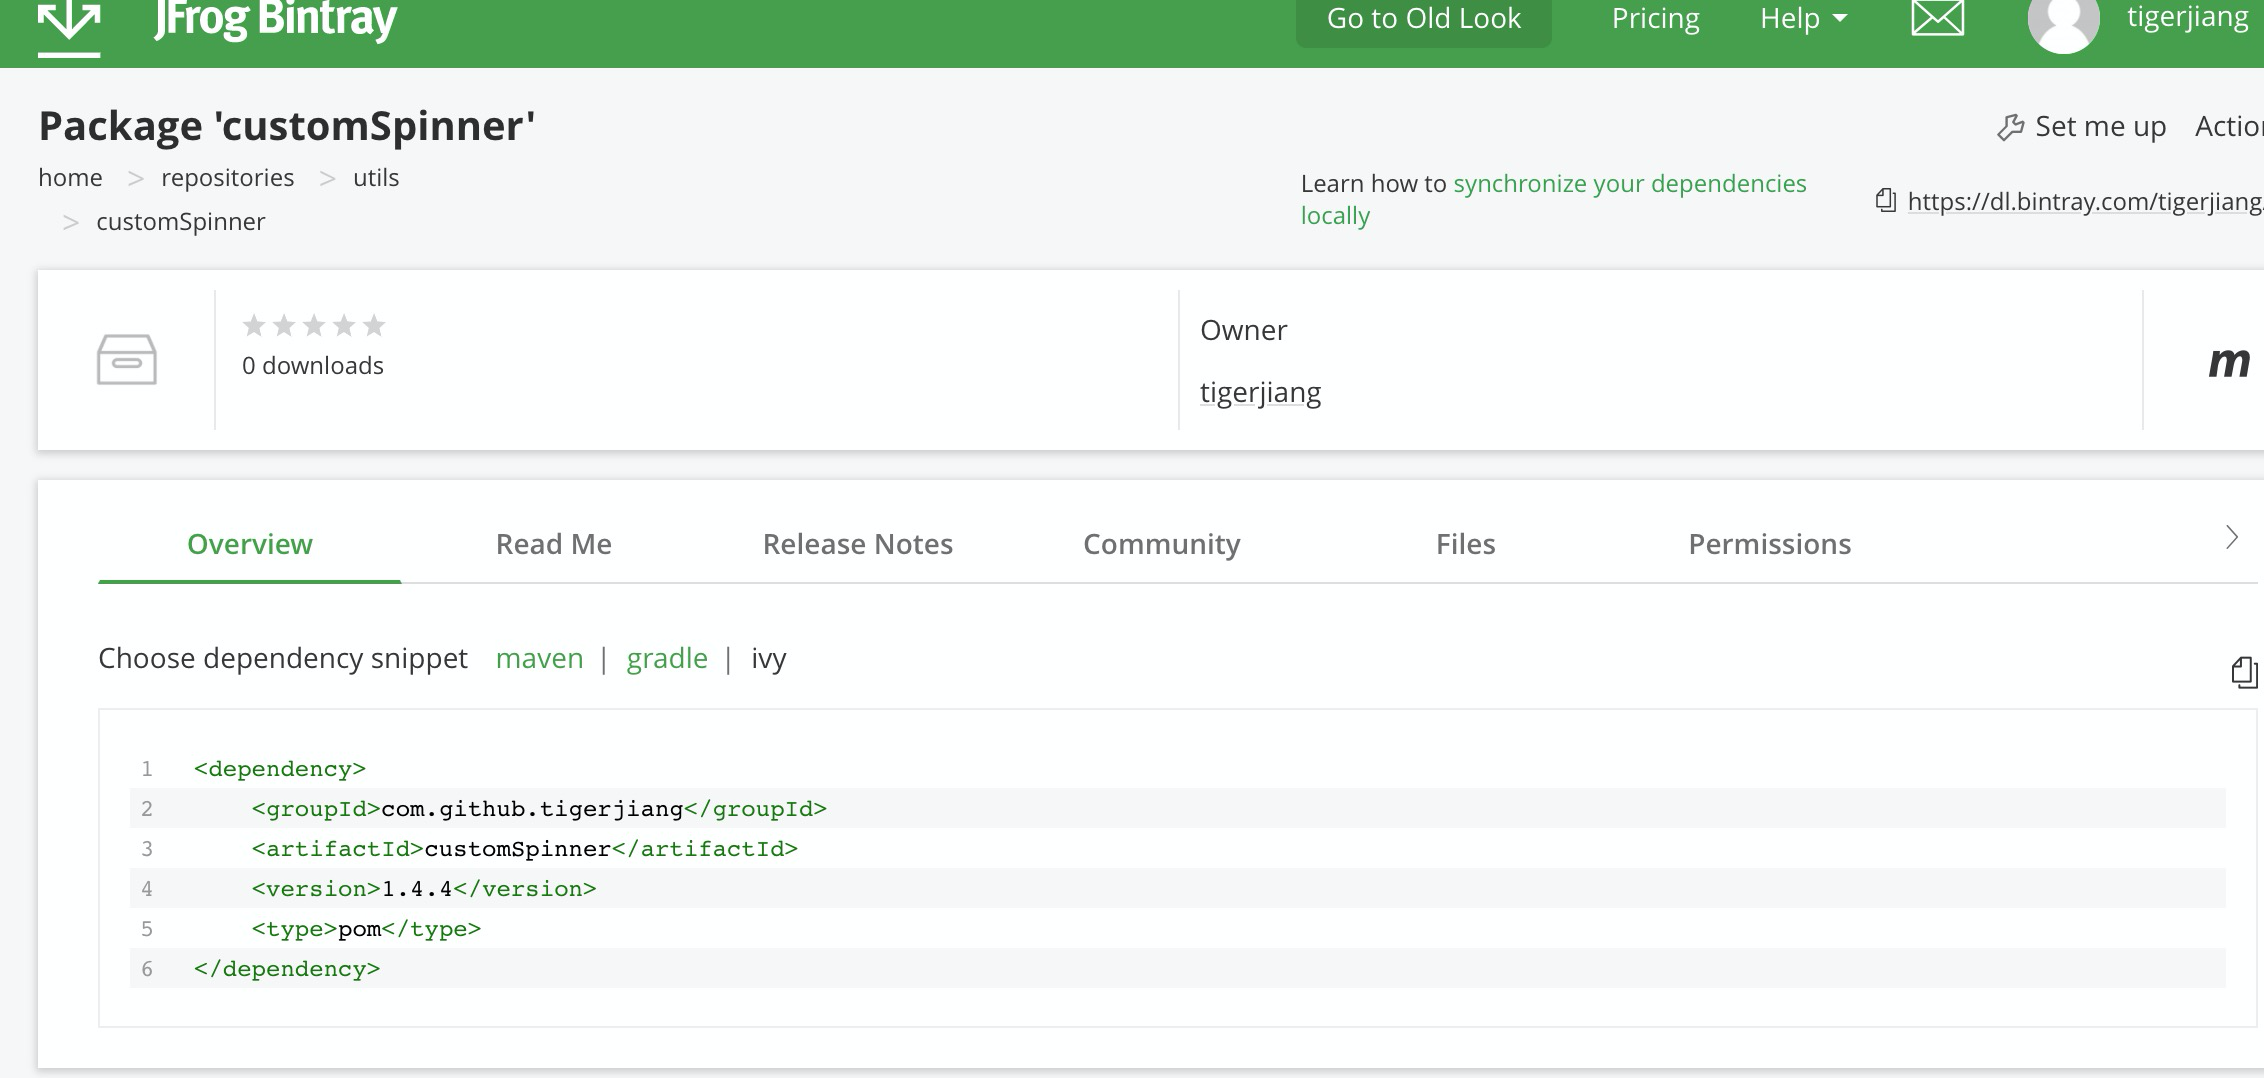 JFrog Bintray
Go to Old Look
Pricing
Help
tigerjiang
Package 'customSpinner'
Set me up
Action
home > repositories > utils
> customSpinner
Learn how to synchronize your dependencies
locally
https://dl.bintray.com/tigerjiang/
0 downloads
Owner
tigerjiang
m
Overview
Read Me
Release Notes
Community
Files
Permissions
Choose dependency snippet maven | gradle | ivy
1 <dependency>
2 <groupId>com.github.tigerjiang</groupId>
3 <artifactId>customSpinner</artifactId>
4 <version>1.4.4</version>
5 <type>pom</type>
6 </dependency>